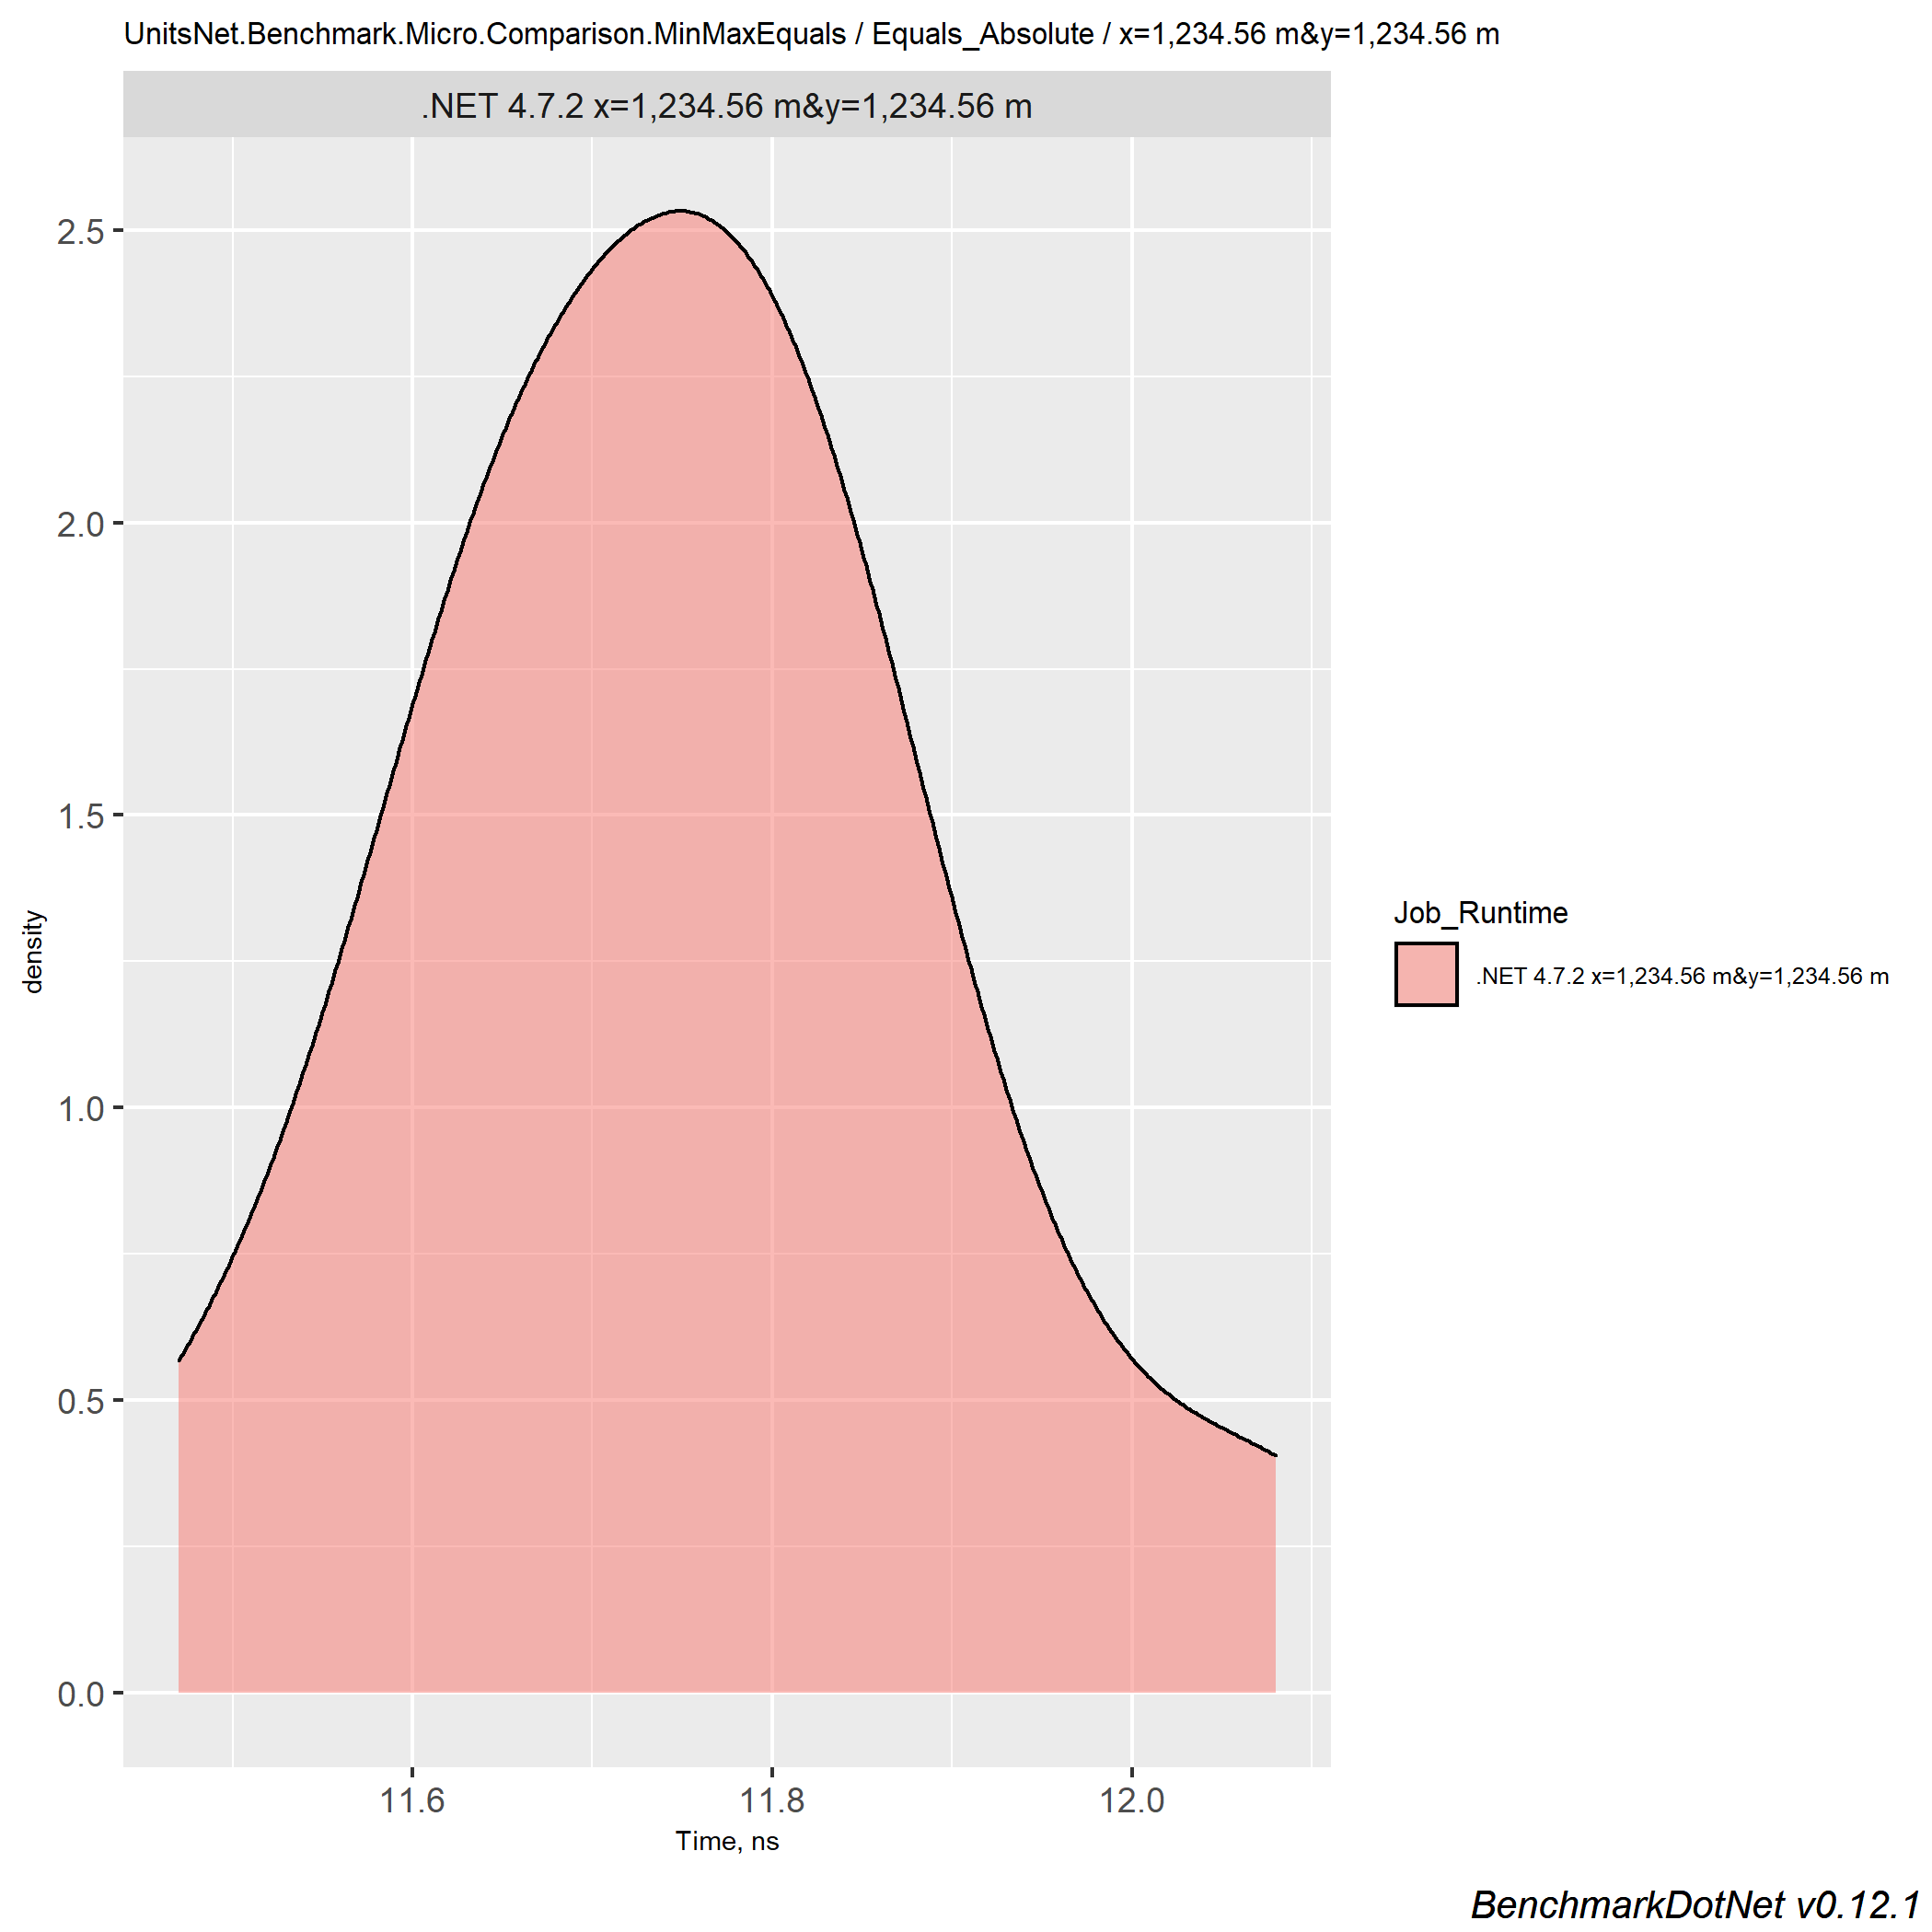 UnitsNet.Benchmark.Micro.Comparison.MinMaxEquals / Equals_Absolute / x=1,234.56 m&y=1,234.56 m
.NET 4.7.2 x=1,234.56 m&y=1,234.56 m
2.5
2.0
1.5
1.0
0.5
0.0
density
11.6 11.8 12.0
Time, ns
Job_Runtime
.NET 4.7.2 x=1,234.56 m&y=1,234.56 m
BenchmarkDotNet v0.12.1